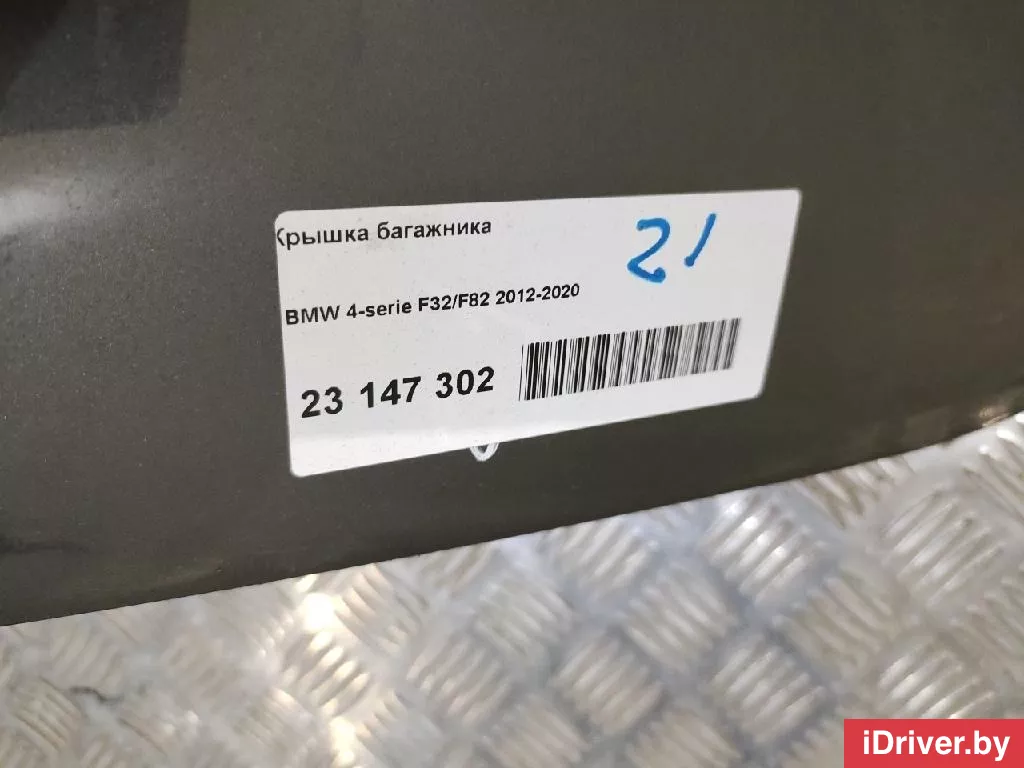 Крышка багажника
21
BMW 4-serie F32/F82 2012-2020
23 147 302
iDriver.by